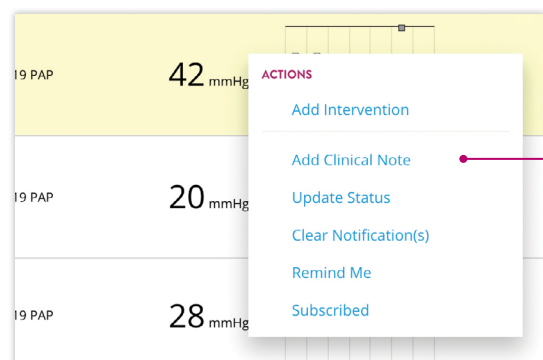 19 PAP
42 mmHg
ACTIONS
Add Intervention
Add Clinical Note
Update Status
19 PAP
20 mmHg
Clear Notification(s)
Remind Me
Subscribed
19 PAP
28 mmHg